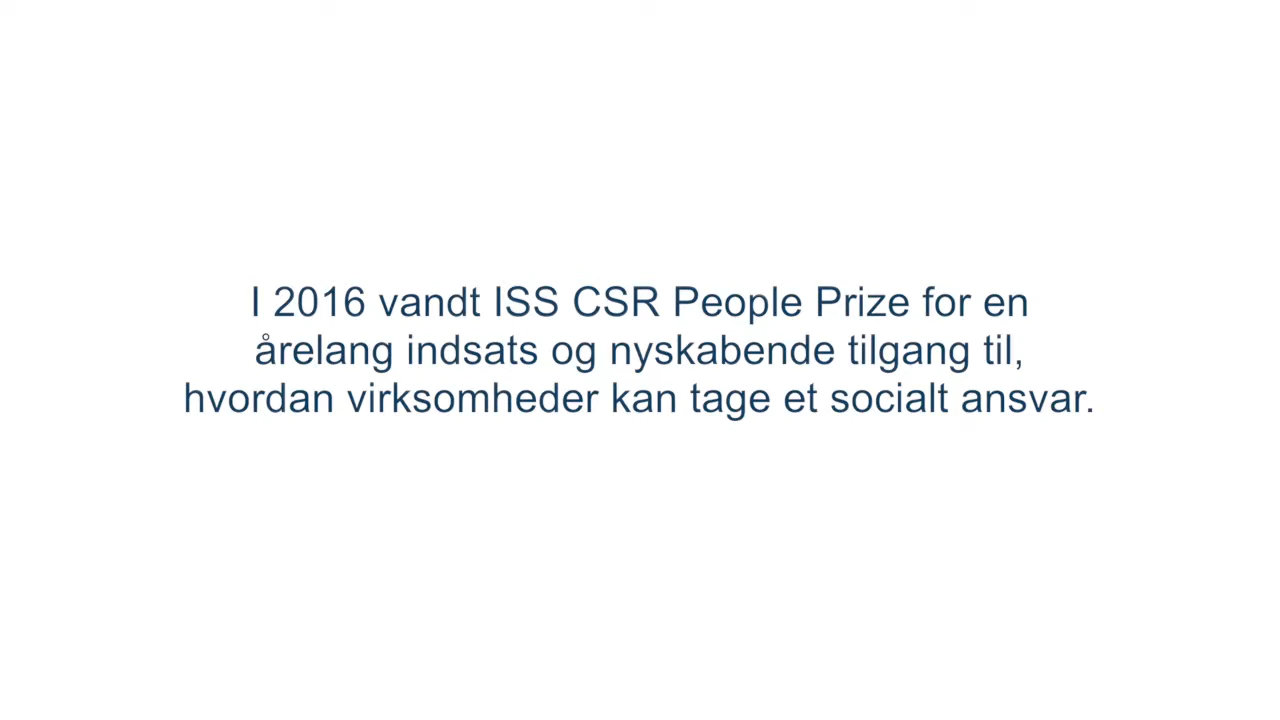 I 2016 vandt ISS CSR People Prize for en
årelang indsats og nyskabende tilgang til,
hvordan virksomheder kan tage et socialt ansvar.